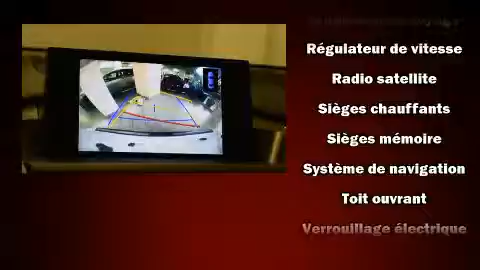 Régulateur de vitesse
Radio satellite
Sièges chauffants
Sièges mémoire
Système de navigation
Toit ouvrant
Verrouillage électrique